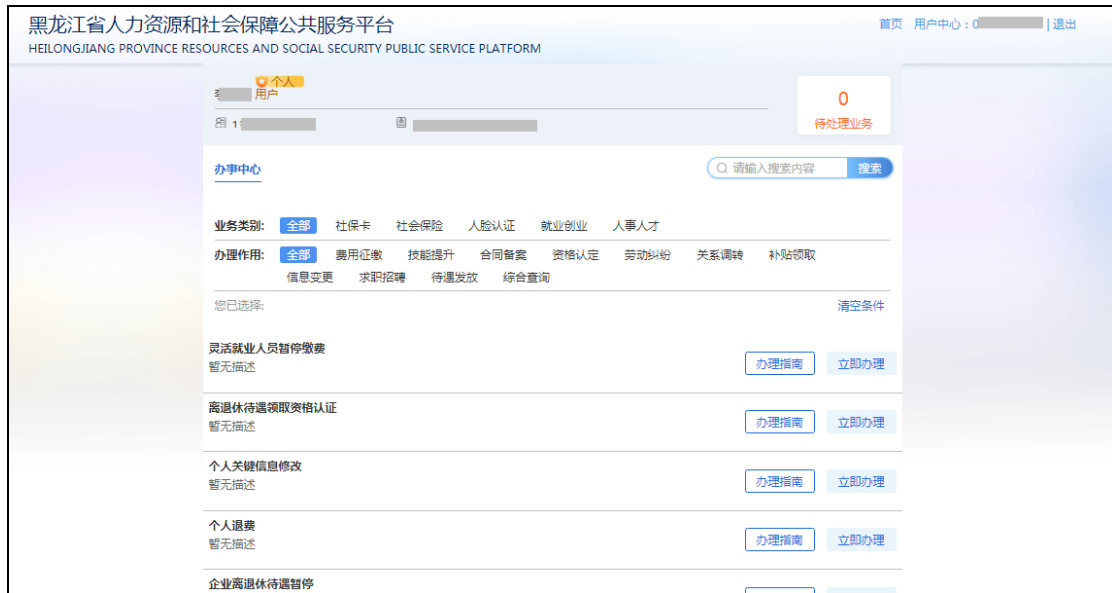 黑龙江省人力资源和社会保障公共服务平台
首页 用户中心：0 | 退出
HEILONGJIANG PROVINCE RESOURCES AND SOCIAL SECURITY PUBLIC SERVICE PLATFORM
个人
用户
1
0
待处理业务
办事中心
请输入搜索内容 搜索
业务类别: 全部 社保卡 社会保险 人脸认证 就业创业 人事人才
办理作用: 全部 费用征缴 技能提升 合同备案 资格认定 劳动纠纷 关系调转 补贴领取
信息变更 求职招聘 待遇发放 综合查询
您已选择: 清空条件
灵活就业人员暂停缴费
暂无描述
办理指南 立即办理
离退休待遇领取资格认证
暂无描述
办理指南 立即办理
个人关键信息修改
暂无描述
办理指南 立即办理
个人退费
暂无描述
办理指南 立即办理
企业离退休待遇暂停